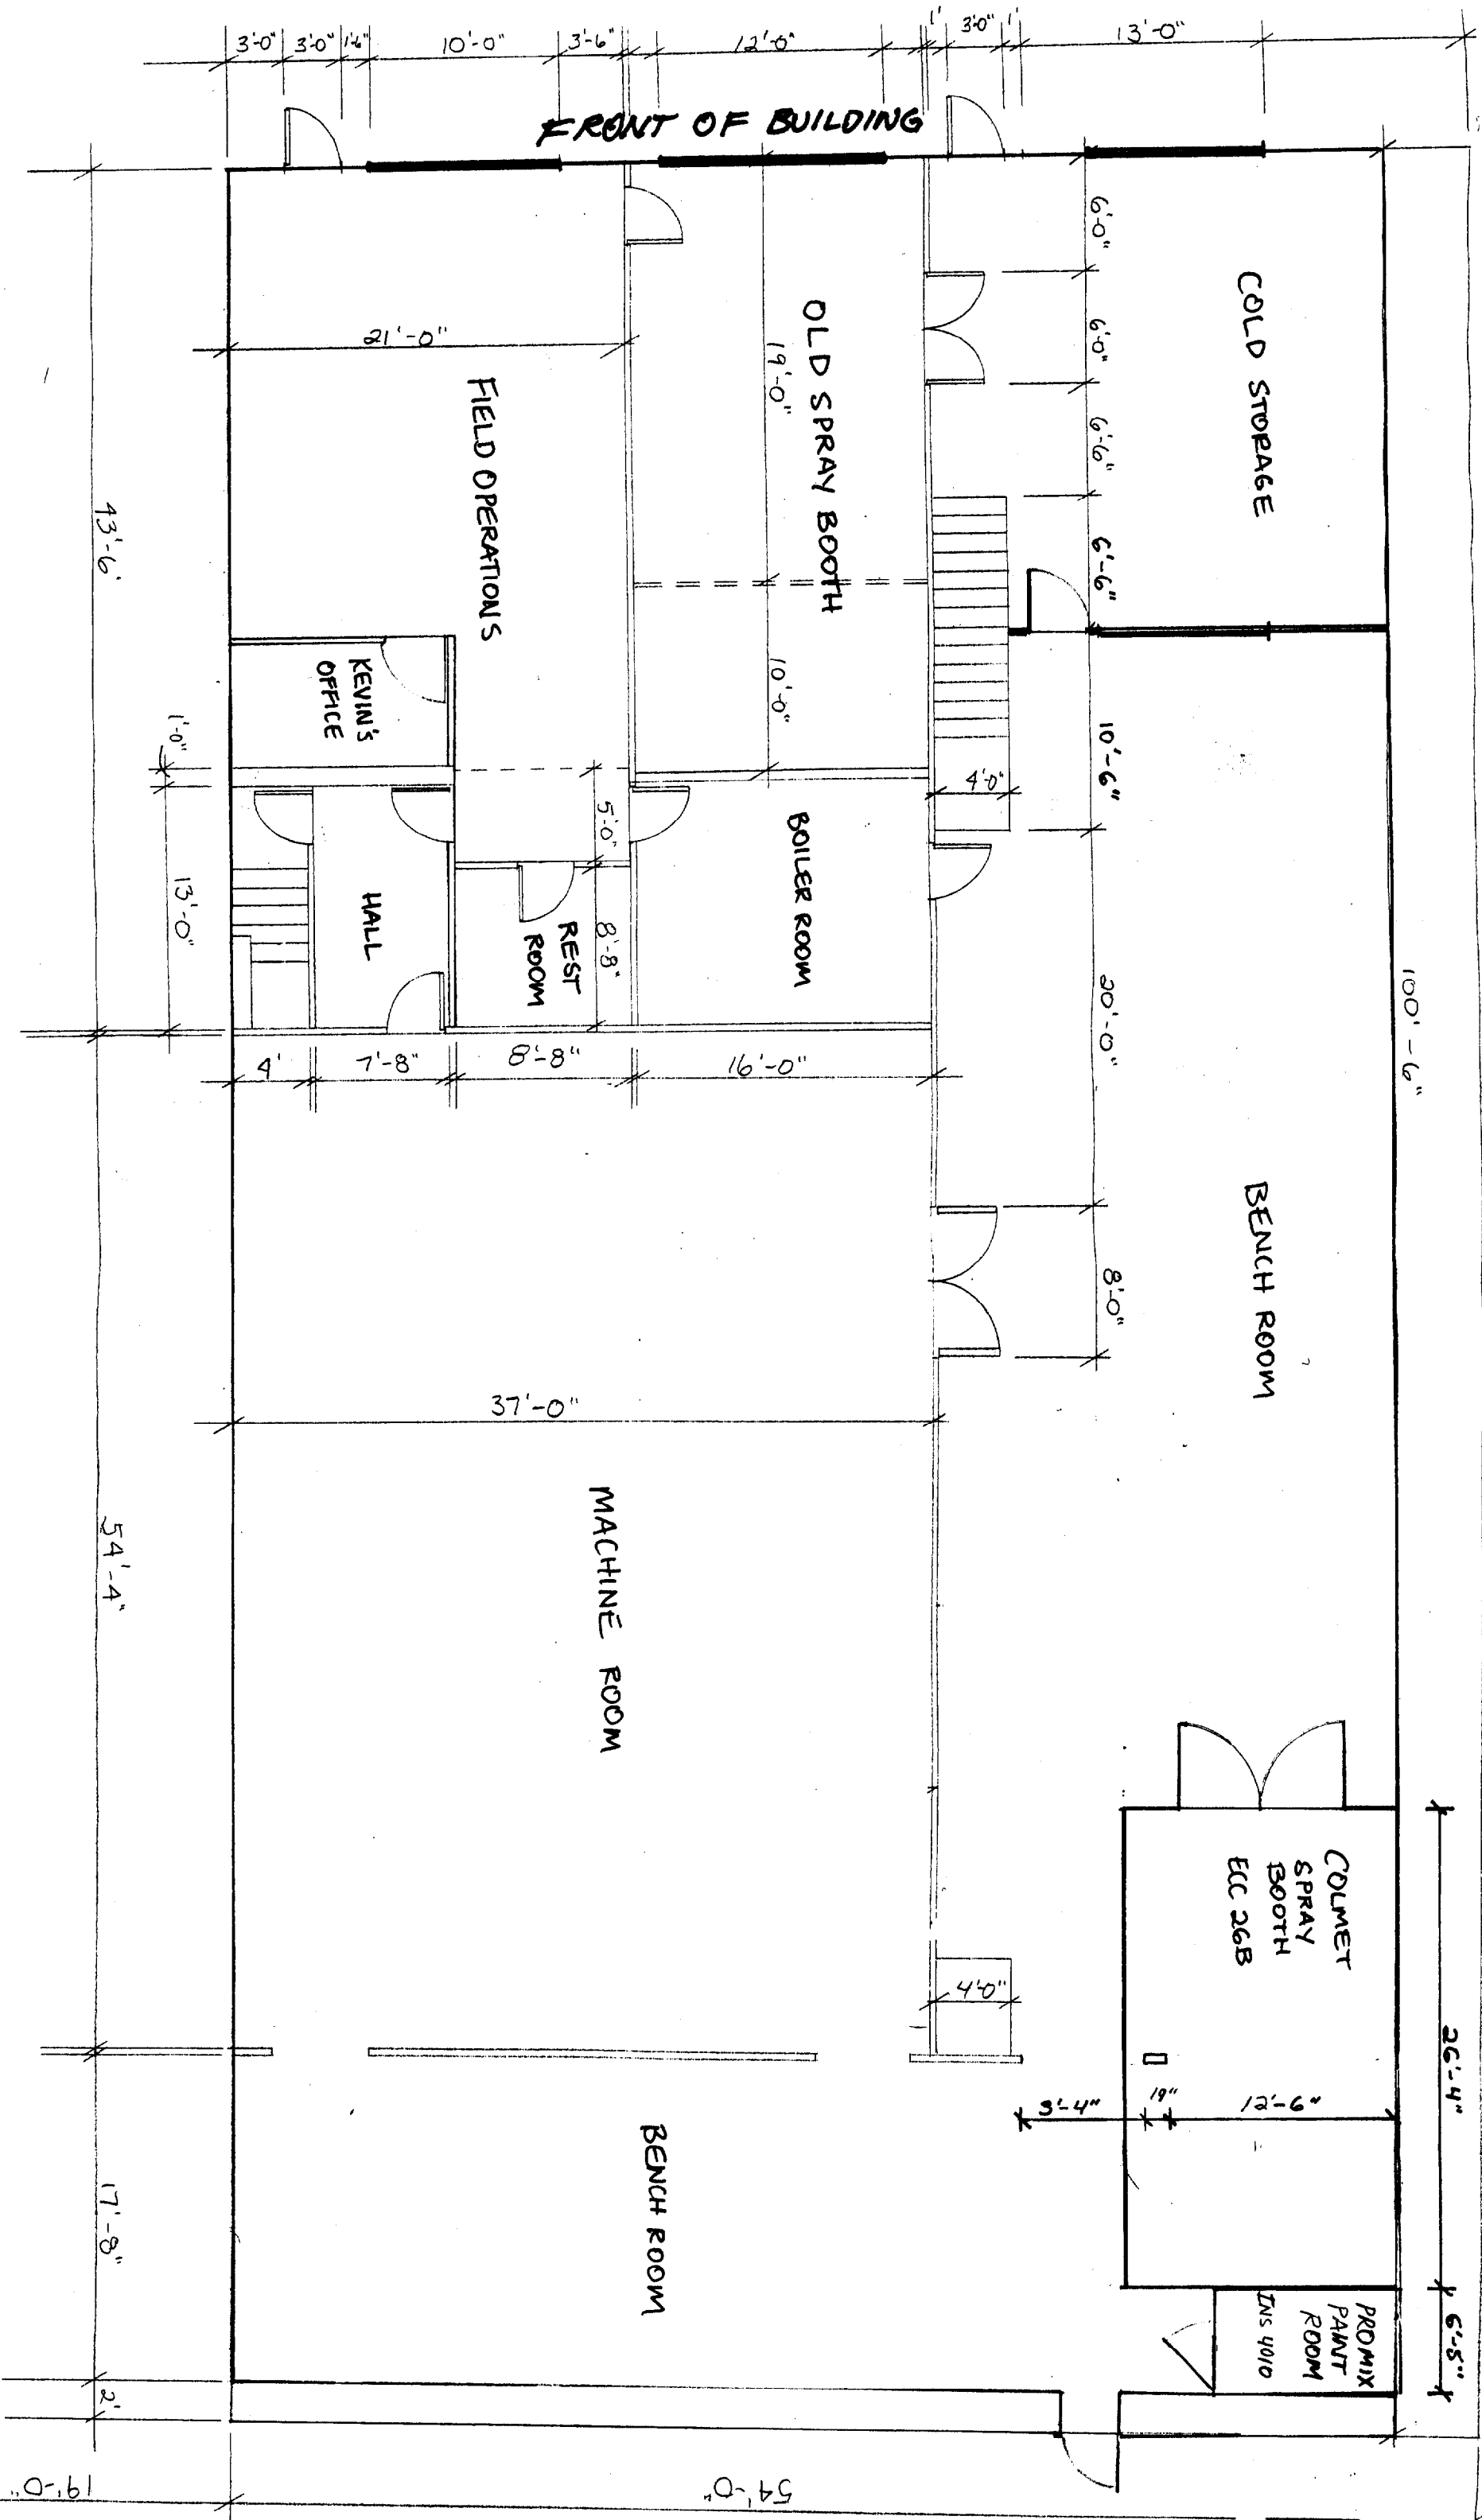 3'-0"
3'-0"
1'-6"
10'-0"
3'-6"
12'-0"
1'
3'-0"
1'
13'-0"
FRONT OF BUILDING
COLD STORAGE
6'-0"
6'-0"
6'-6"
6'-6"
10'-6"
20'-0"
8'-0"
OLD SPRAY BOOTH
19'-0"
10'-0"
FIELD OPERATIONS
21'-0"
KEVIN'S
OFFICE
4'-0"
BOILER ROOM
5'-0"
8'-8"
REST
ROOM
HALL
1'-0"
13'-0"
43'-6'
4'
7'-8"
8'-8"
16'-0"
100'-6"
BENCH ROOM
37'-0"
MACHINE ROOM
54'-4"
COLMET
SPRAY
BOOTH
ECC 26B
26'-4"
4'-0"
19"
12'-6"
BENCH ROOM
17'-8"
PROMIX
PAINT
ROOM
INS 4010
2'
19'-0"
54'-0"